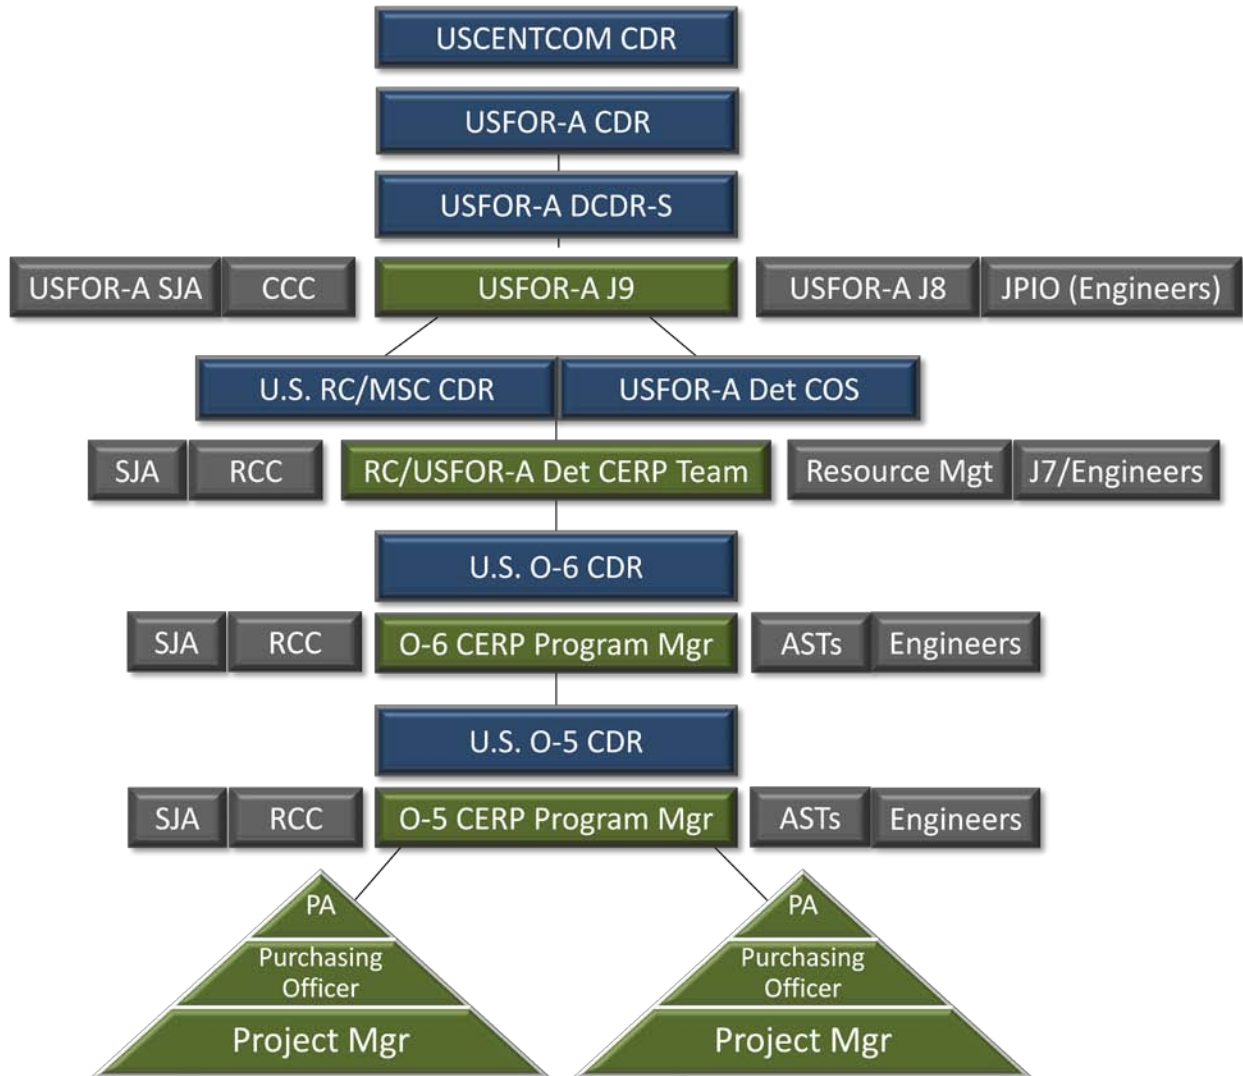 USCENTCOM CDR
USFOR-A CDR
USFOR-A DCDR-S
USFOR-A SJA
CCC
USFOR-A J9
USFOR-A J8
JPIO (Engineers)
U.S. RC/MSC CDR
USFOR-A Det COS
SJA
RCC
RC/USFOR-A Det CERP Team
Resource Mgt
J7/Engineers
U.S. O-6 CDR
SJA
RCC
O-6 CERP Program Mgr
ASTs
Engineers
U.S. O-5 CDR
SJA
RCC
O-5 CERP Program Mgr
ASTs
Engineers
PA
Purchasing
Officer
Project Mgr
PA
Purchasing
Officer
Project Mgr